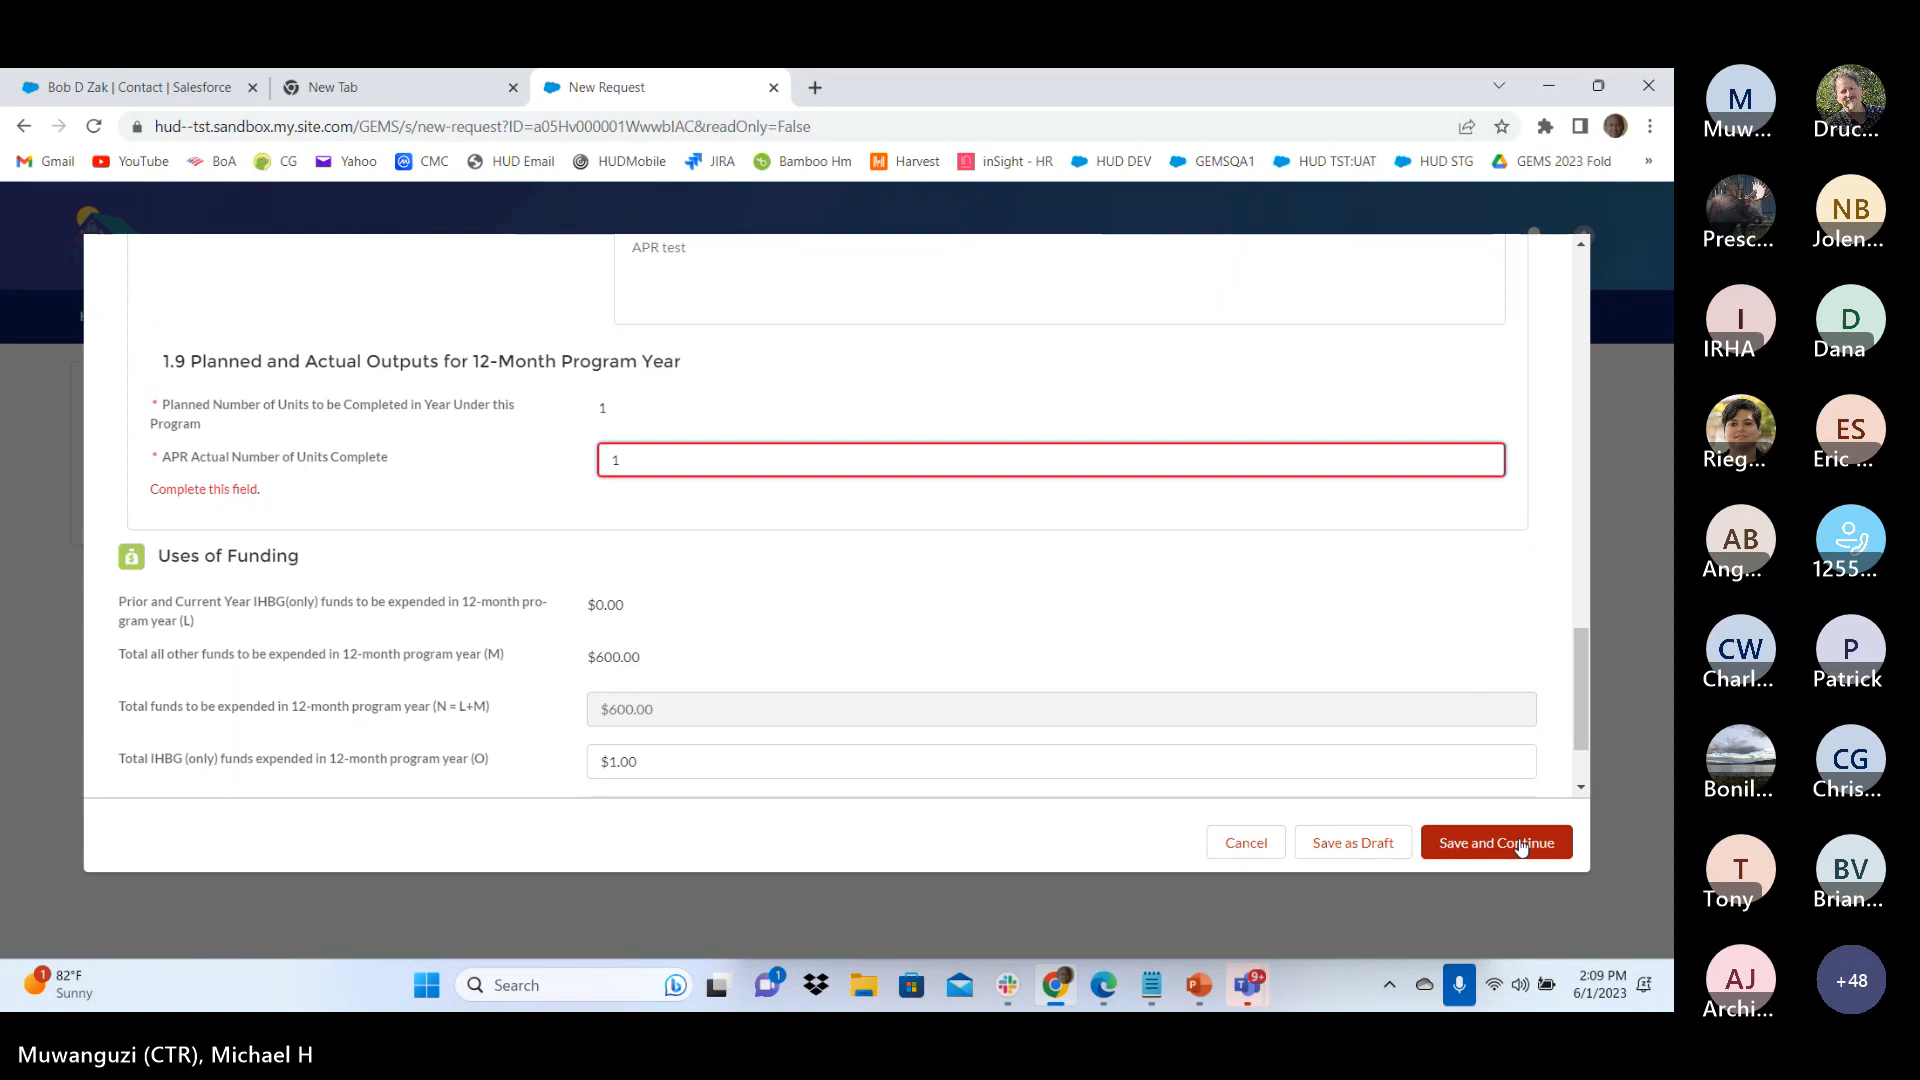 Bob D Zak | Contact | Salesforce
New Tab
New Request
hud--tst.sandbox.my.site.com/GEMS/s/new-request?ID=a05Hv000001WwwbIAC&readOnly=False
Gmail
YouTube
BoA
CG
Yahoo
CMC
HUD Email
HUDMobile
JIRA
Bamboo Hm
Harvest
inSight - HR
HUD DEV
GEMSQA1
HUD TST:UAT
HUD STG
GEMS 2023 Fold
»
APR test
1.9 Planned and Actual Outputs for 12-Month Program Year
* Planned Number of Units to be Completed in Year Under this
Program
1
* APR Actual Number of Units Complete
1
Complete this field.
Uses of Funding
Prior and Current Year IHBG(only) funds to be expended in 12-month pro-
gram year (L)
$0.00
Total all other funds to be expended in 12-month program year (M)
$600.00
Total funds to be expended in 12-month program year (N = L+M)
$600.00
Total IHBG (only) funds expended in 12-month program year (O)
$1.00
Cancel
Save as Draft
Save and Continue
1
82°F
Sunny
Search
1
9+
2:09 PM
6/1/2023
M
Muw...
Druc...
Presc...
NB
Jolen...
I
IRHA
D
Dana
Rieg...
ES
Eric ...
AB
Ang...
1255...
CW
Charl...
P
Patrick
Bonil...
CG
Chris...
T
Tony
BV
Brian...
AJ
Archi...
+48
Muwanguzi (CTR), Michael H